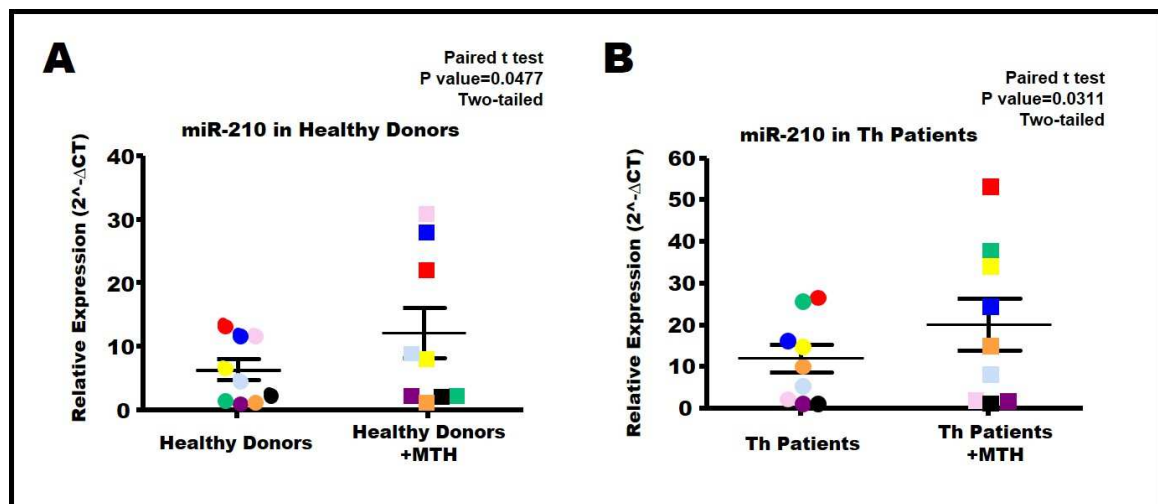 A
Paired t test
P value=0.0477
Two-tailed
miR-210 in Healthy Donors
Relative Expression (2^-ΔCT)
40
30
20
10
0
Healthy Donors
Healthy Donors
+MTH
B
Paired t test
P value=0.0311
Two-tailed
miR-210 in Th Patients
Relative Expression (2^-ΔCT)
60
50
40
30
20
10
0
Th Patients
Th Patients
+MTH